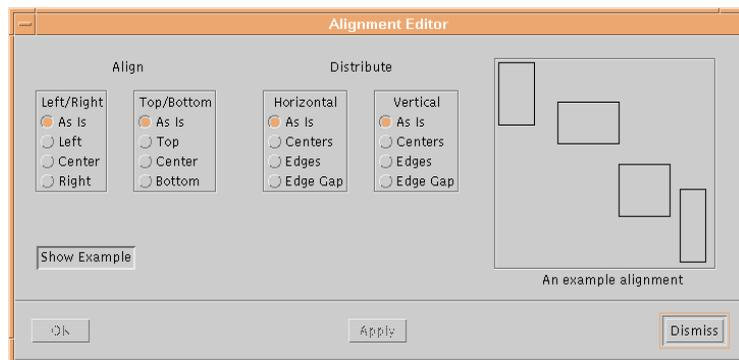 Alignment Editor
Align
Distribute
Left/Right
As Is
Left
Center
Right
Top/Bottom
As Is
Top
Center
Bottom
Horizontal
As Is
Centers
Edges
Edge Gap
Vertical
As Is
Centers
Edges
Edge Gap
Show Example
An example alignment
Ok
Apply
Dismiss